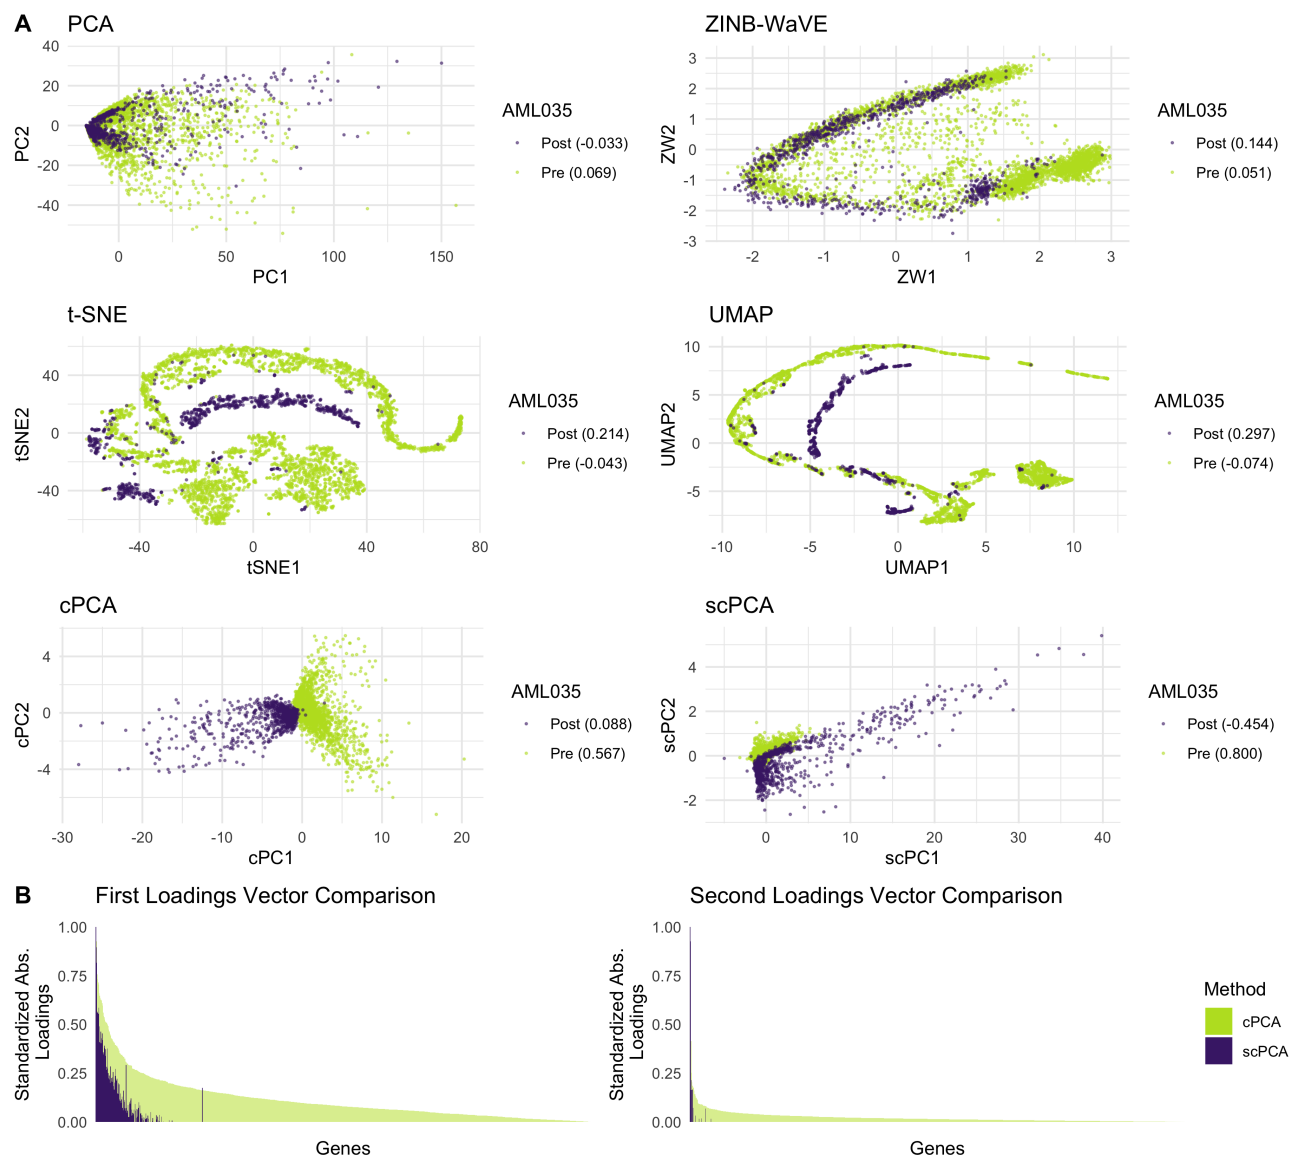 A
PCA
40
20
0
-20
-40
PC2
0
50
100
150
PC1
AML035
Post (-0.033)
Pre (0.069)
ZINB-WaVE
3
2
1
0
-1
-2
-3
ZW2
-2
-1
0
1
2
3
ZW1
AML035
Post (0.144)
Pre (0.051)
t-SNE
40
0
-40
tSNE2
-40
0
40
80
tSNE1
AML035
Post (0.214)
Pre (-0.043)
UMAP
10
5
0
-5
UMAP2
-10
-5
0
5
10
UMAP1
AML035
Post (0.297)
Pre (-0.074)
cPCA
4
0
-4
cPC2
-30
-20
-10
0
10
20
cPC1
AML035
Post (0.088)
Pre (0.567)
scPCA
4
2
0
-2
scPC2
0
10
20
30
40
scPC1
AML035
Post (-0.454)
Pre (0.800)
B
First Loadings Vector Comparison
1.00
0.75
0.50
0.25
0.00
Standardized Abs.
Loadings
Genes
Second Loadings Vector Comparison
1.00
0.75
0.50
0.25
0.00
Standardized Abs.
Loadings
Genes
Method
cPCA
scPCA